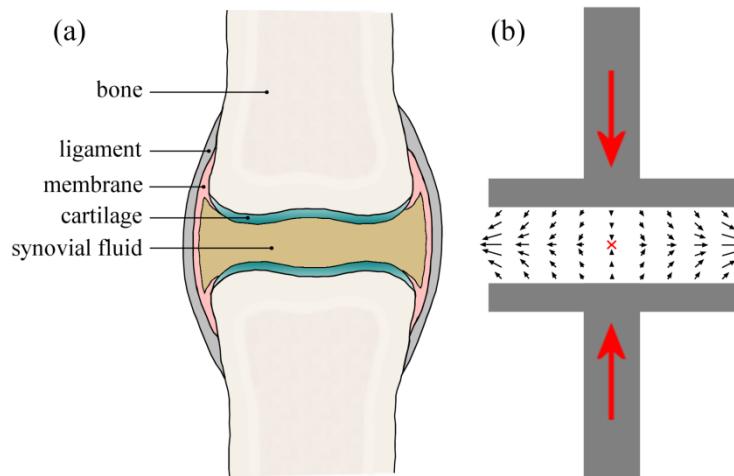 (a)
bone
ligament
membrane
cartilage
synovial fluid
(b)